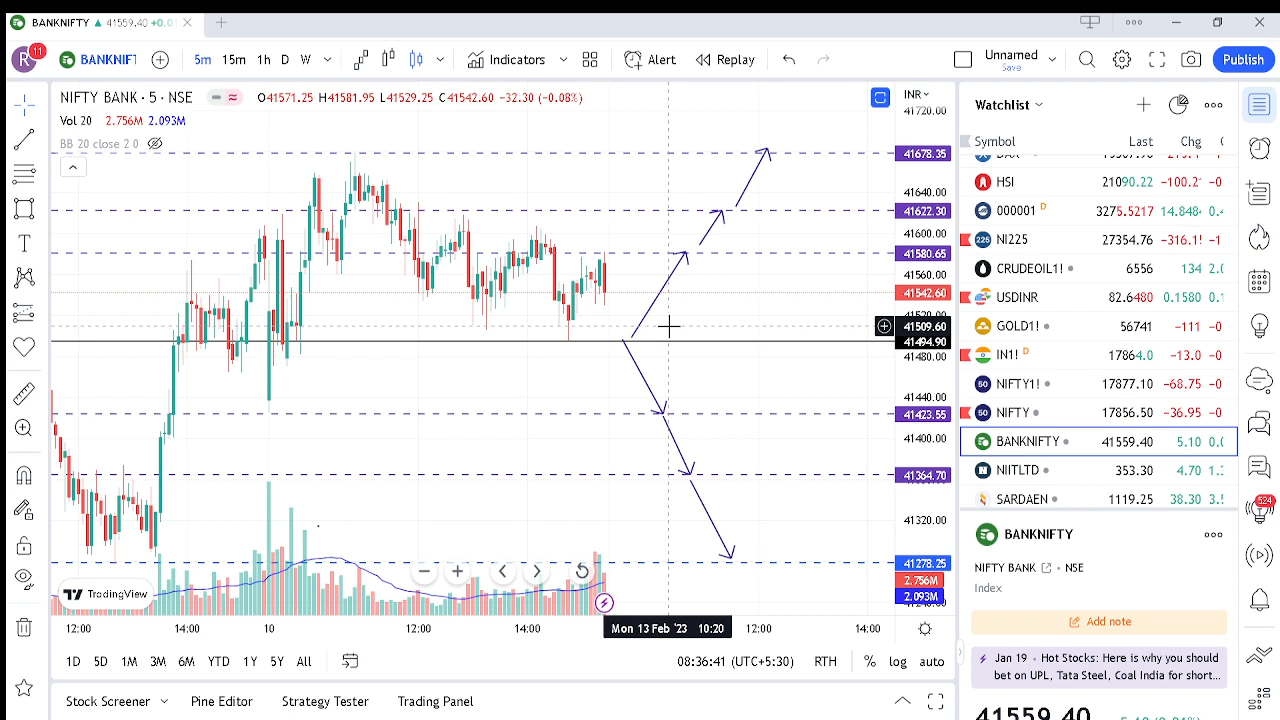 BANKNIFTY ▲ 41559.40 +0.01
R 11 BANKNIFT 5m 15m 1h D W Indicators Alert Replay Unnamed Save Publish
NIFTY BANK · 5 · NSE O41571.25 H41581.95 L41529.25 C41542.60 −32.30 (−0.08%) INR
Vol 20 2.756M 2.093M
BB 20 close 2 0
41720.00
41678.35
41640.00
41622.30
41600.00
41580.65
41560.00
41542.60
41520.00
41509.60
41494.90
41480.00
41440.00
41423.55
41400.00
41364.70
41320.00
41278.25
2.756M
2.093M
TradingView
12:00 14:00 10 12:00 14:00 Mon 13 Feb '23 10:20 12:00 14:00
1D 5D 1M 3M 6M YTD 1Y 5Y All 08:36:41 (UTC+5:30) RTH % log auto
Stock Screener Pine Editor Strategy Tester Trading Panel
Watchlist
Symbol Last Chg
HSI 21090.22 −100.2
000001 D 3275.5217 14.848
NI225 27354.76 −316.1
CRUDEOIL1! 6556 134
USDINR 82.6480 0.1580
GOLD1! 56741 −111
IN1! D 17864.0 −13.0
NIFTY1! 17877.10 −68.75
NIFTY 17856.50 −36.95
BANKNIFTY 41559.40 5.10
NIITLTD 353.30 4.70
SARDAEN 1119.25 38.30
524
BANKNIFTY
NIFTY BANK · NSE
Index
Add note
Jan 19 · Hot Stocks: Here is why you should
bet on UPL, Tata Steel, Coal India for short...
41559.40